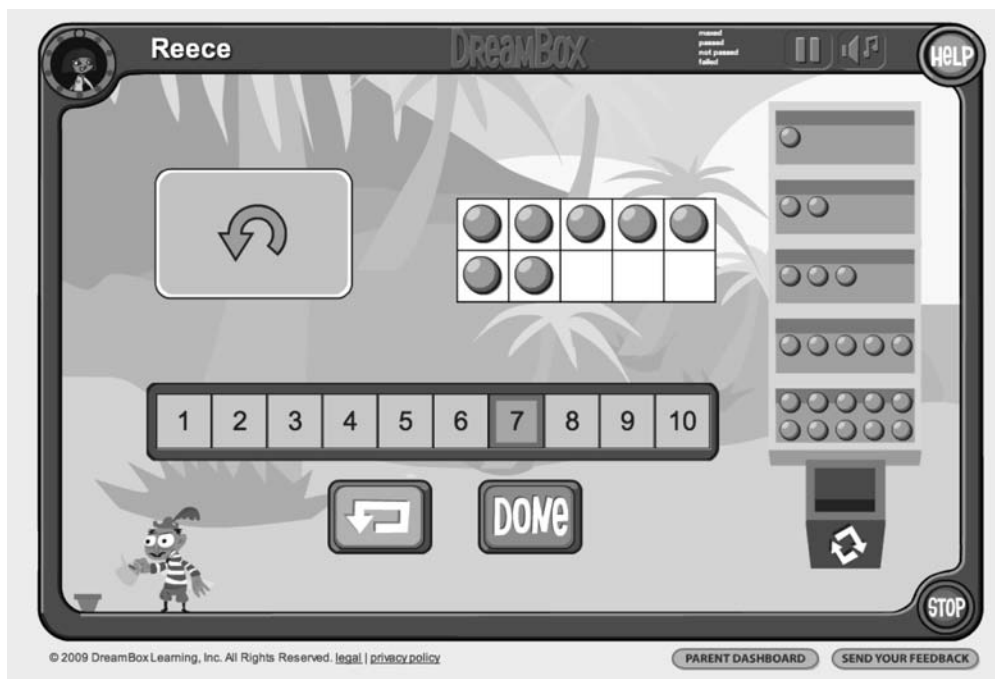 Reece
DREAMBOX
missed
passed
not passed
failed
HELP
1 2 3 4 5 6 7 8 9 10
DONE
STOP
© 2009 DreamBox Learning, Inc. All Rights Reserved. legal | privacy policy
PARENT DASHBOARD
SEND YOUR FEEDBACK